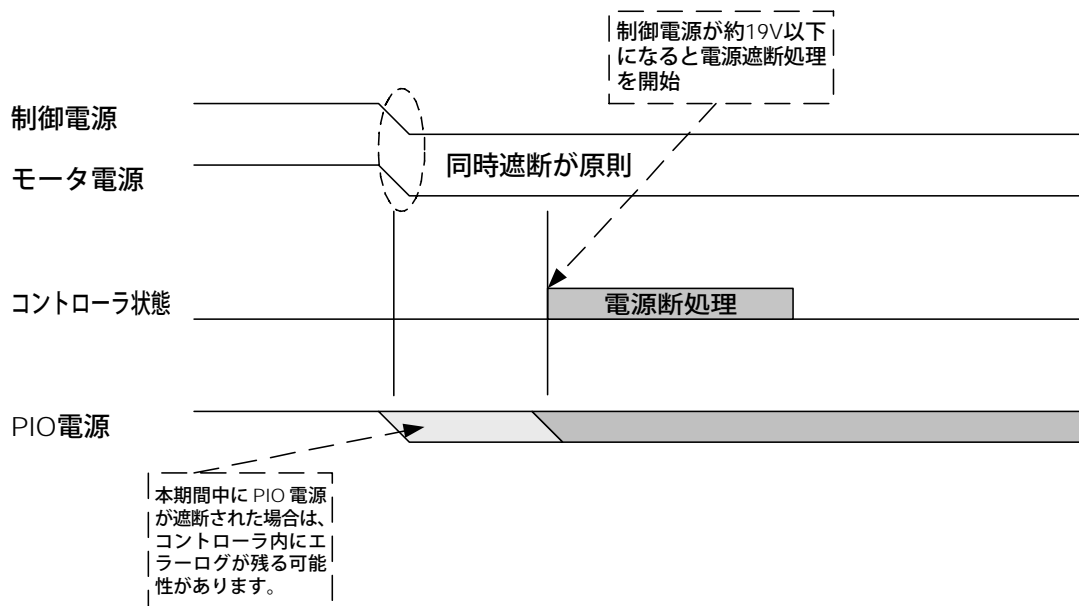 制御電源が約19V以下
になると電源遮断処理
を開始
制御電源
同時遮断が原則
モータ電源
コントローラ状態
電源断処理
PIO電源
本期間中に PIO 電源
が遮断された場合は、
コントローラ内にエ
ラーログが残る可能
性があります。